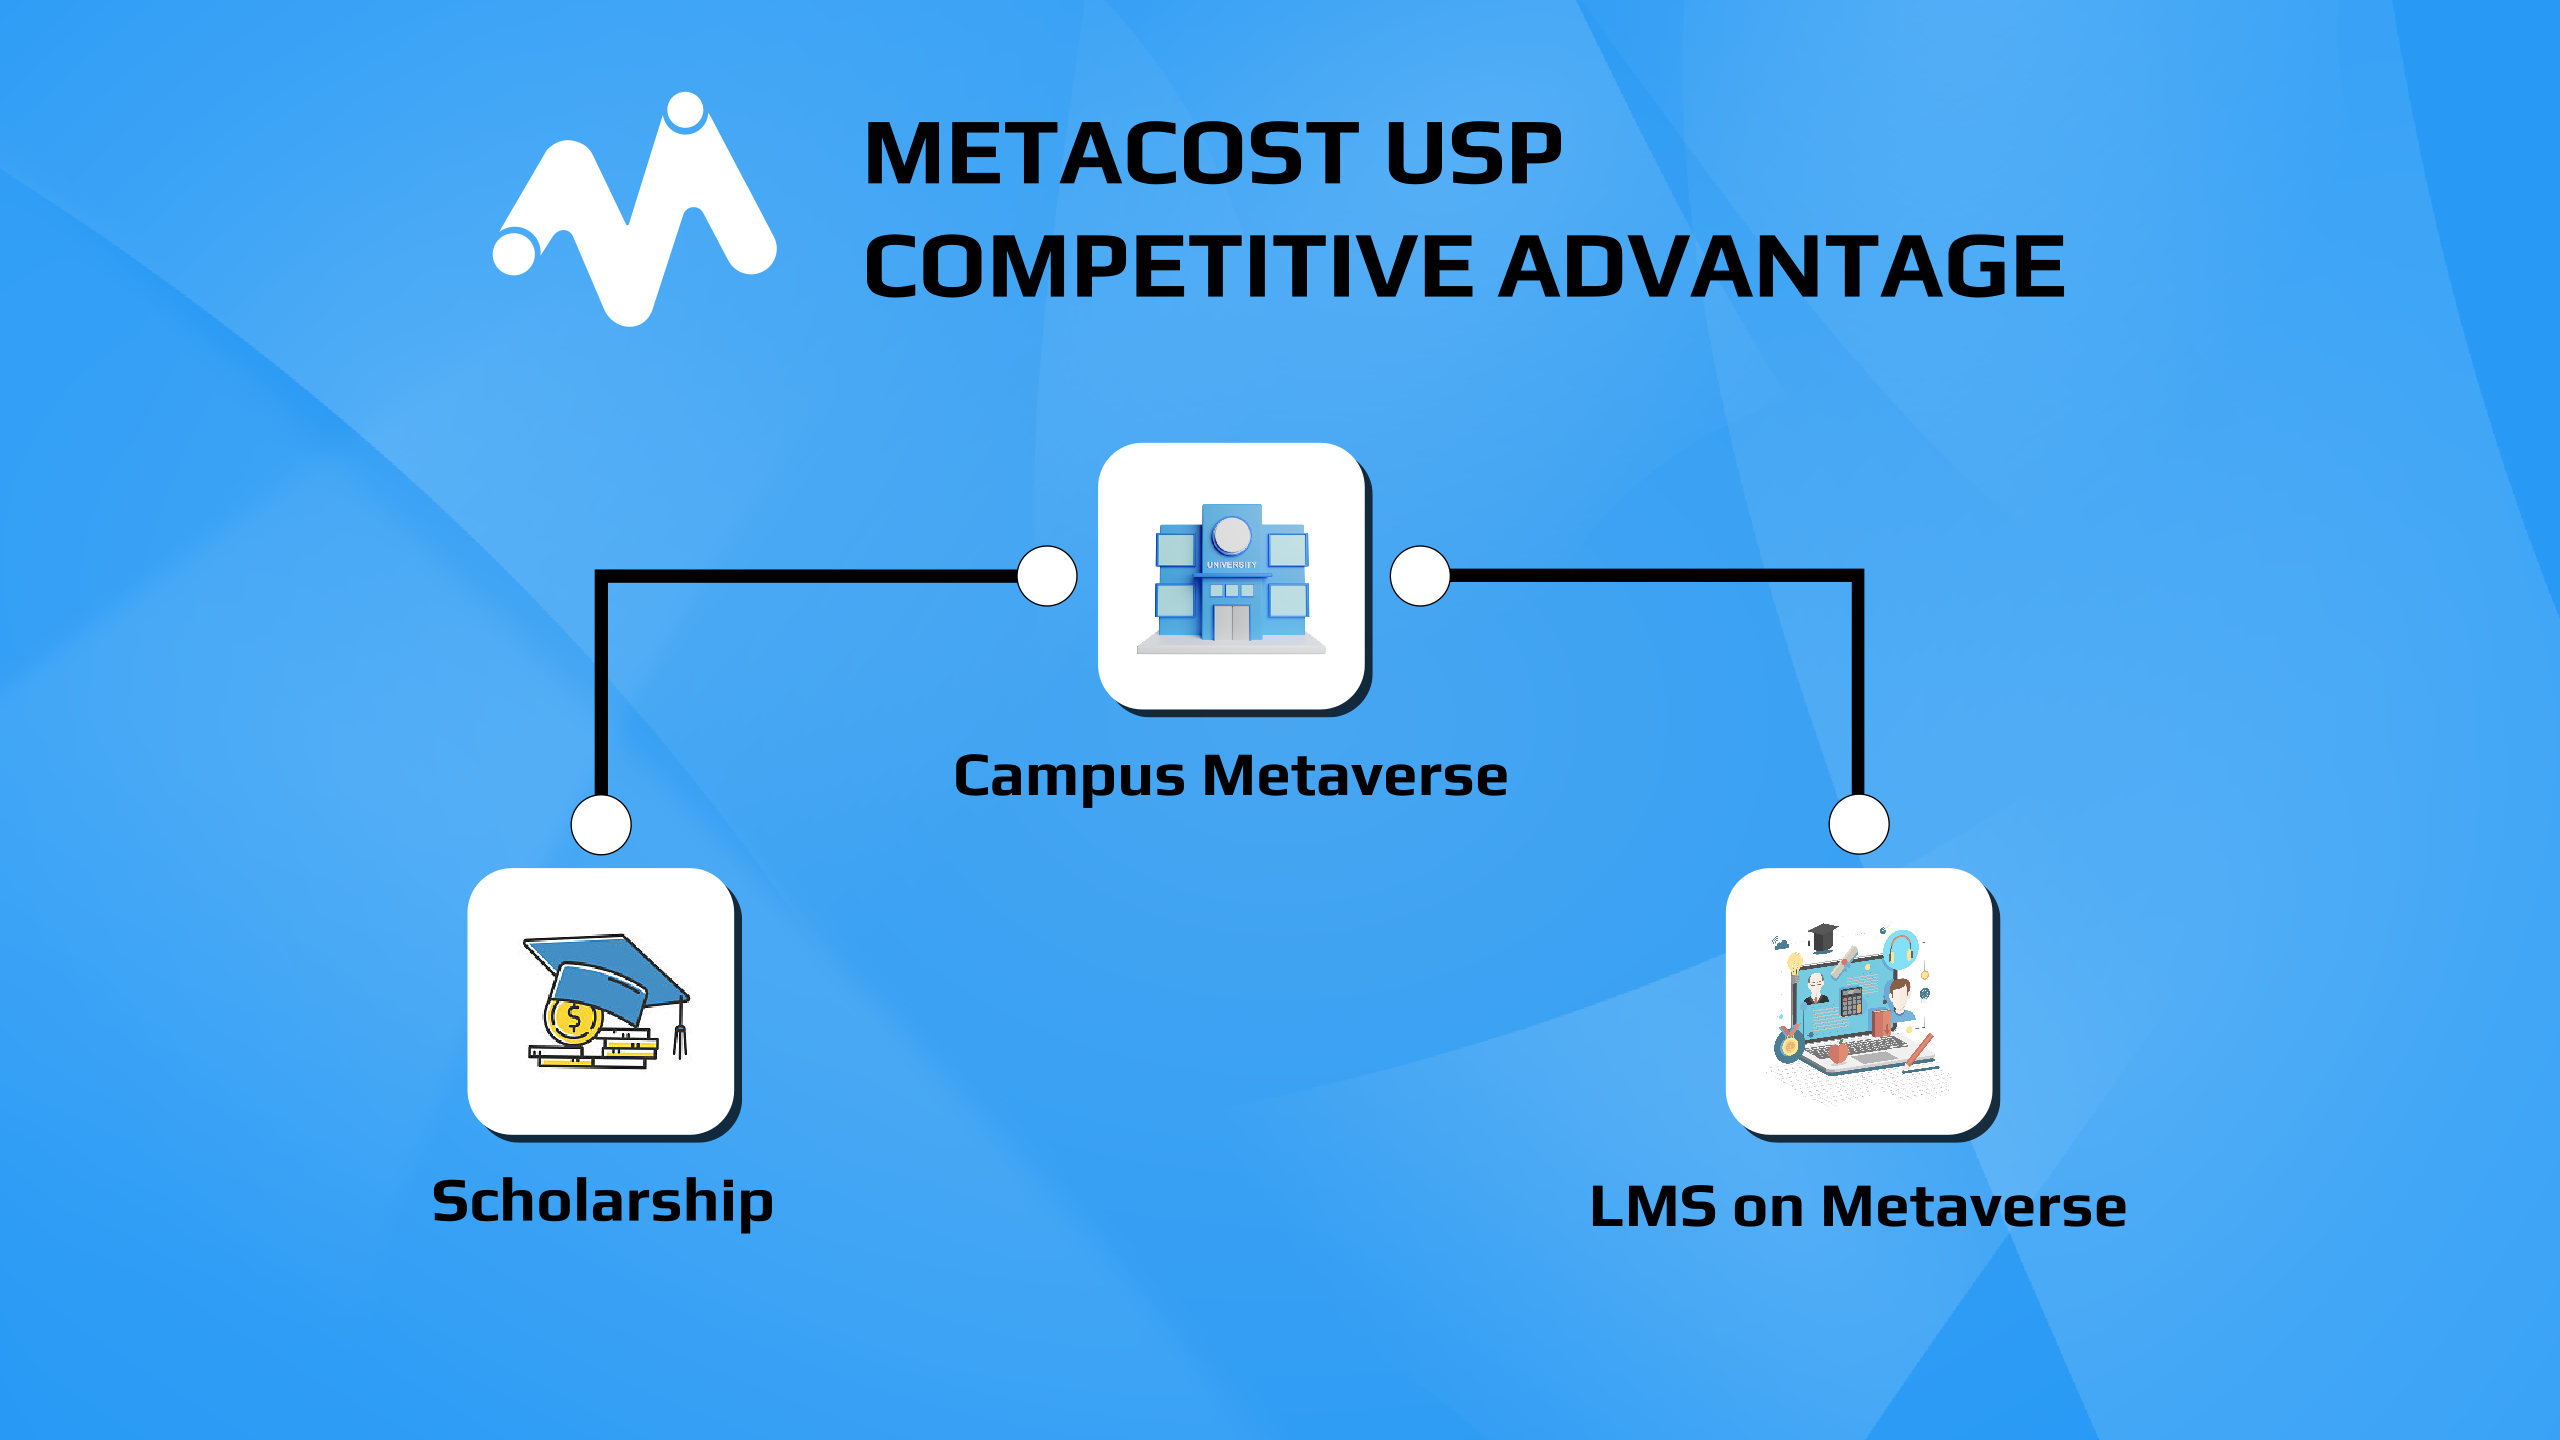 METACOST USP
COMPETITIVE ADVANTAGE
UNIVERSITY
Campus Metaverse
Scholarship
LMS on Metaverse